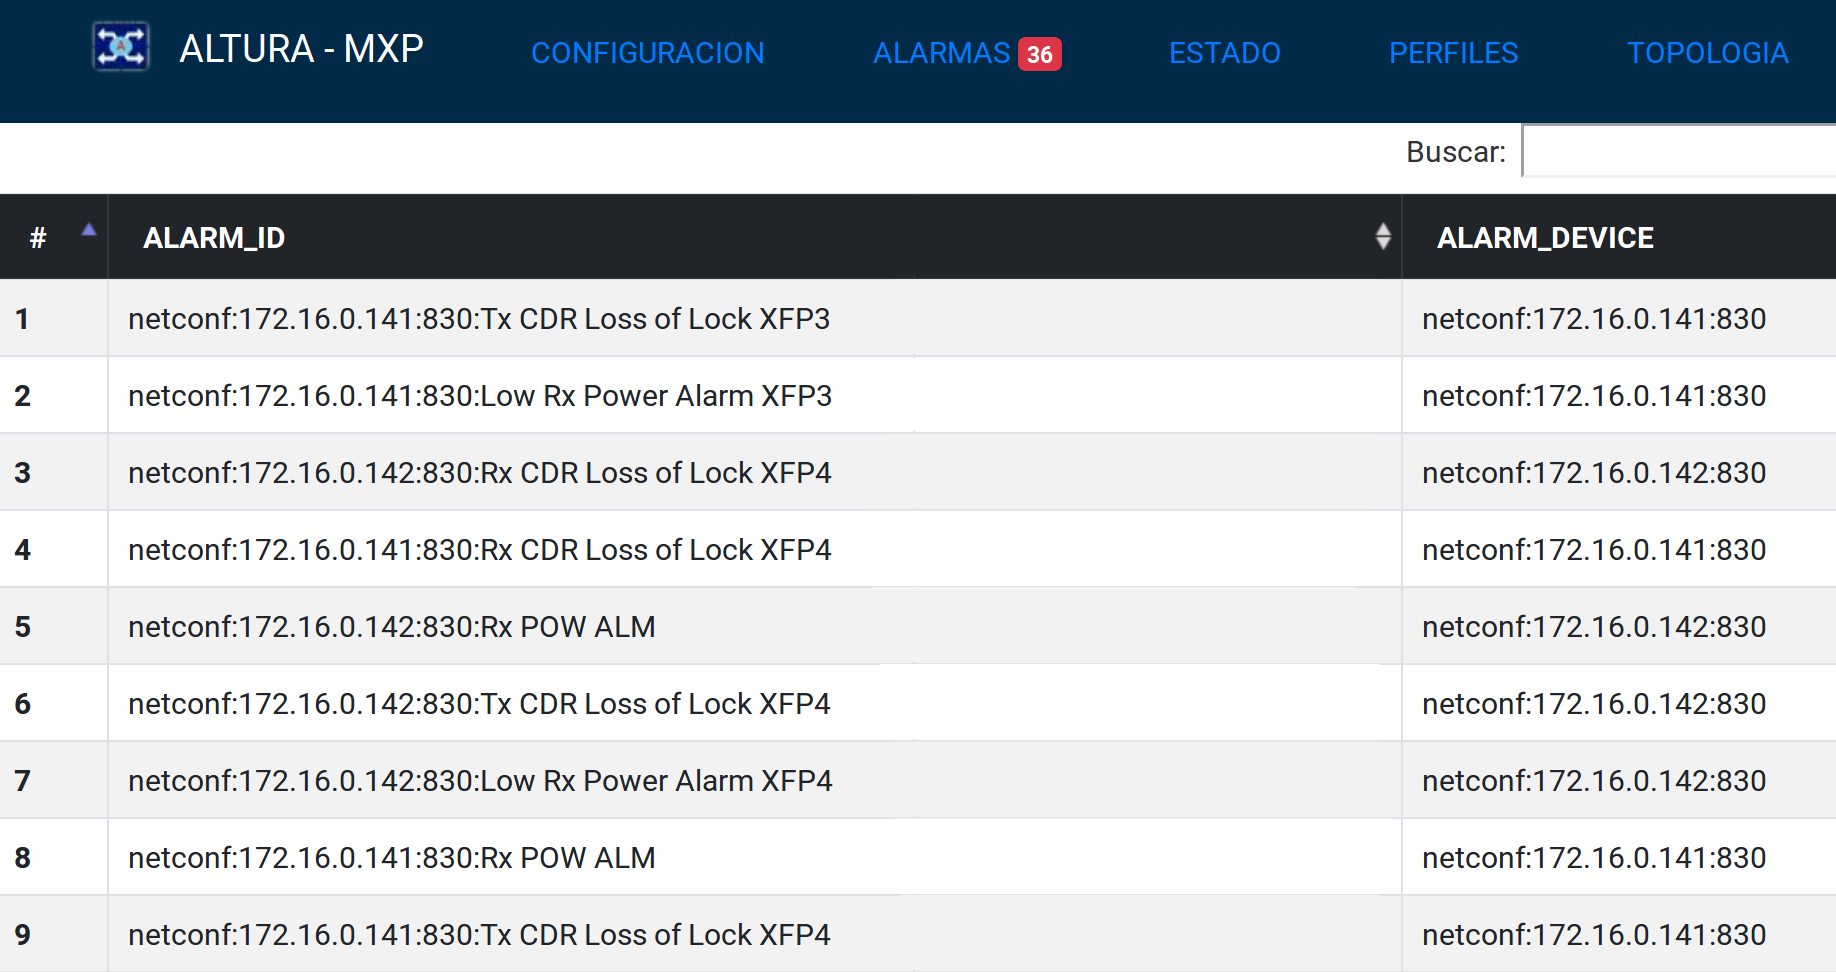 ALTURA - MXP CONFIGURACION ALARMAS 36 ESTADO PERFILES TOPOLOGIA
Buscar:
# ALARM_ID ALARM_DEVICE
1 netconf:172.16.0.141:830:Tx CDR Loss of Lock XFP3 netconf:172.16.0.141:830
2 netconf:172.16.0.141:830:Low Rx Power Alarm XFP3 netconf:172.16.0.141:830
3 netconf:172.16.0.142:830:Rx CDR Loss of Lock XFP4 netconf:172.16.0.142:830
4 netconf:172.16.0.141:830:Rx CDR Loss of Lock XFP4 netconf:172.16.0.141:830
5 netconf:172.16.0.142:830:Rx POW ALM netconf:172.16.0.142:830
6 netconf:172.16.0.142:830:Tx CDR Loss of Lock XFP4 netconf:172.16.0.142:830
7 netconf:172.16.0.142:830:Low Rx Power Alarm XFP4 netconf:172.16.0.142:830
8 netconf:172.16.0.141:830:Rx POW ALM netconf:172.16.0.141:830
9 netconf:172.16.0.141:830:Tx CDR Loss of Lock XFP4 netconf:172.16.0.141:830